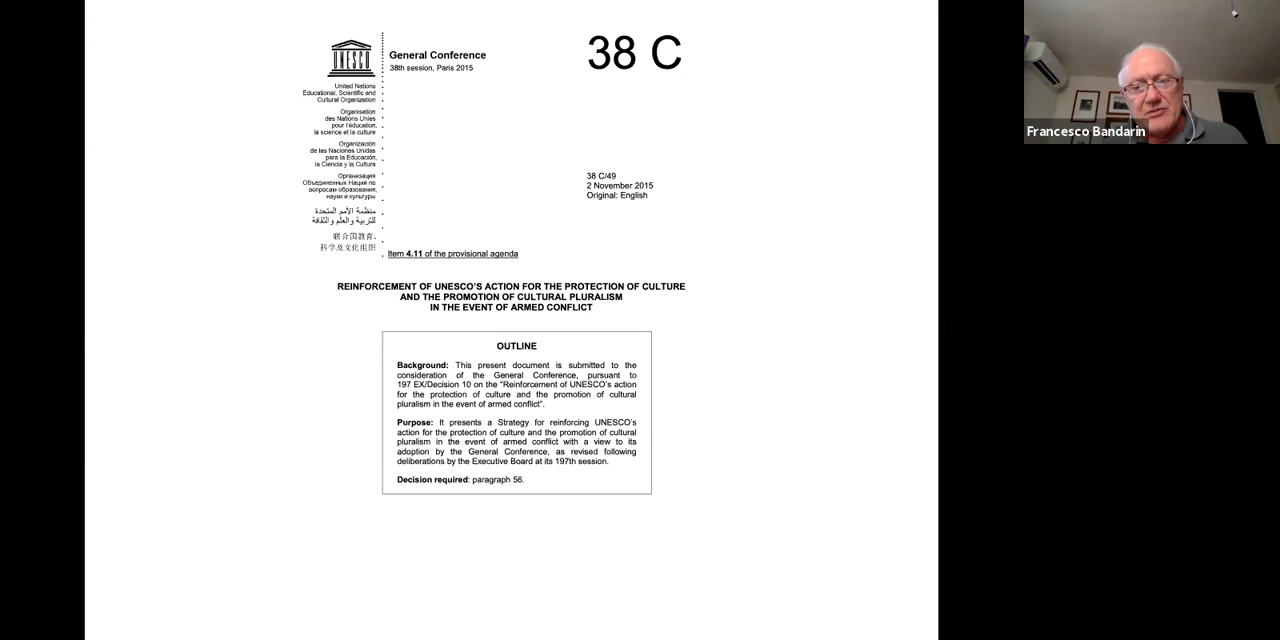 UNESCO
General Conference
38th session, Paris 2015
38 C
United Nations
Educational, Scientific and
Cultural Organization
Organisation
des Nations Unies
pour l'éducation,
la science et la culture
Organización
de las Naciones Unidas
para la Educación,
la Ciencia y la Cultura
Организация
Объединенных Наций по
вопросам образования,
науки и культуры
منظمة الأمم المتحدة
للتربية والعلم والثقافة
联合国教育、
科学及文化组织
38 C/49
2 November 2015
Original: English
Item 4.11 of the provisional agenda
REINFORCEMENT OF UNESCO'S ACTION FOR THE PROTECTION OF CULTURE
AND THE PROMOTION OF CULTURAL PLURALISM
IN THE EVENT OF ARMED CONFLICT
OUTLINE
Background: This present document is submitted to the
consideration of the General Conference, pursuant to
197 EX/Decision 10 on the "Reinforcement of UNESCO's action
for the protection of culture and the promotion of cultural
pluralism in the event of armed conflict".
Purpose: It presents a Strategy for reinforcing UNESCO's
action for the protection of culture and the promotion of cultural
pluralism in the event of armed conflict with a view to its
adoption by the General Conference, as revised following
deliberations by the Executive Board at its 197th session.
Decision required: paragraph 56.
Francesco Bandarin